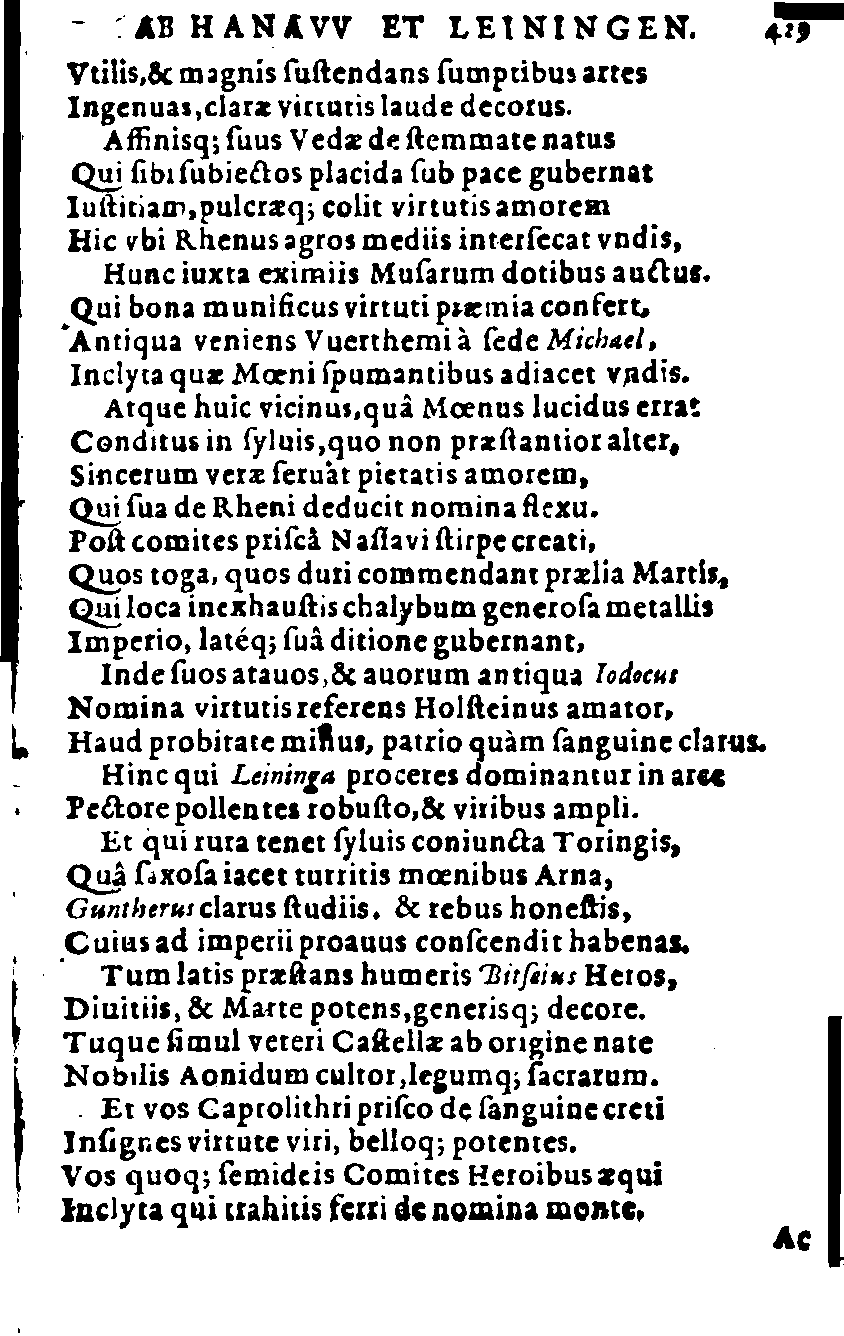 AB HANAVV ET LEININGEN. 429
Vtilis,& magnis ſuſtendans ſumptibus artes
Ingenuas,claræ virtutis laude decorus.
Affinisq; ſuus Vedæ de ſtemmate natus
Qui ſibi ſubiectos placida ſub pace gubernat
Iuſtitiam,pulcræq; colit virtutis amorem
Hic vbi Rhenus agros mediis interſecat vndis,
Hunc iuxta eximiis Muſarum dotibus auctus.
Qui bona munificus virtuti præmia confert,
Antiqua veniens Vuerthemi à ſede Michael,
Inclyta quæ Mœni ſpumantibus adiacet vndis.
Atque huic vicinus,quâ Mœnus lucidus errat
Conditus in ſyluis,quo non præſtantior alter,
Sincerum veræ ſeruât pietatis amorem,
Qui ſua de Rheni deducit nomina flexu.
Poſt comites priſcâ Naſſavi ſtirpe creati,
Quos toga, quos duri commendant prælia Martis,
Qui loca inexhauſtis chalybum generoſa metallis
Imperio, latéq; ſuâ ditione gubernant,
Inde ſuos atauos,& auorum antiqua Iodocus
Nomina virtutis referens Holſteinus amator,
Haud probitate minus, patrio quàm ſanguine clarus.
Hinc qui Leininga proceres dominantur in arce
Pectore pollentes robuſto,& viribus ampli.
Et qui rura tenet ſyluis coniuncta Toringis,
Quâ ſaxoſa iacet turritis mœnibus Arna,
Guntherus clarus ſtudiis. & rebus honeſtis,
Cuius ad imperii proauus conſcendit habenas.
Tum latis præſtans humeris Bitſeius Heros,
Diuitiis, & Marte potens,generisq; decore.
Tuque ſimul veteri Caſtellæ ab origine nate
Nobilis Aonidum cultor,legumq; ſacrarum.
Et vos Caprolithri priſco de ſanguine creti
Inſignes virtute viri, belloq; potentes.
Vos quoq; ſemideis Comites Heroibus æqui
Inclyta qui trahitis ferri de nomina monte,
Ac